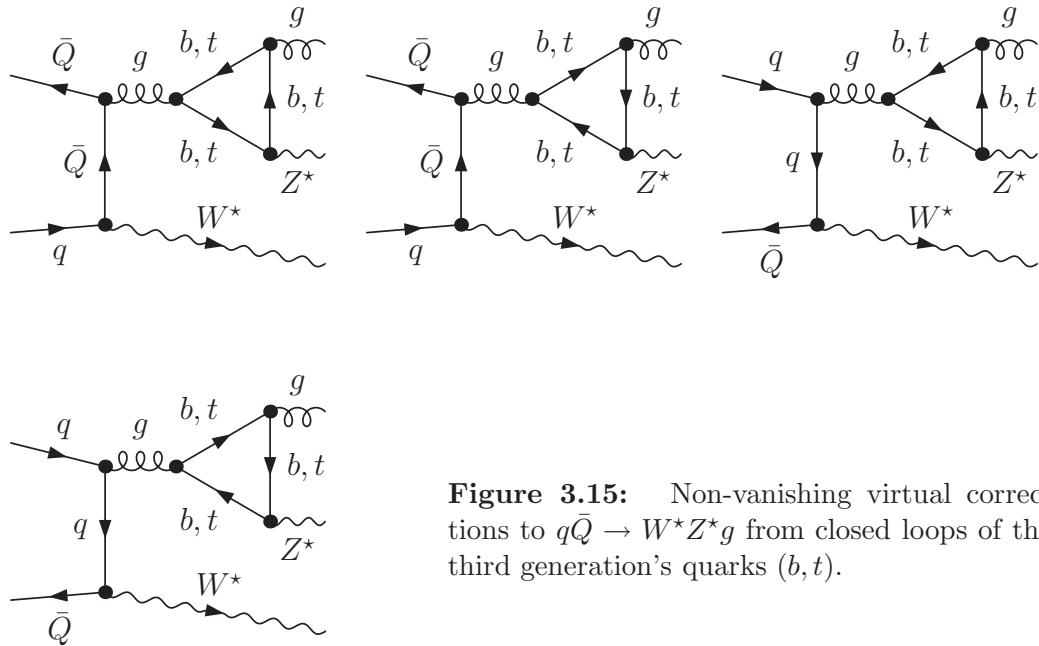 Q̄ g b, t g
b, t
Q̄ b, t
Z⋆
W⋆
q
Q̄ g b, t g
b, t
Q̄ b, t
Z⋆
W⋆
q
q g b, t g
b, t
q b, t
Z⋆
W⋆
Q̄
q g b, t g
b, t
q b, t
Z⋆
W⋆
Q̄
Figure 3.15: Non-vanishing virtual correc-
tions to qQ̄ → W⋆Z⋆g from closed loops of th
third generation's quarks (b, t).